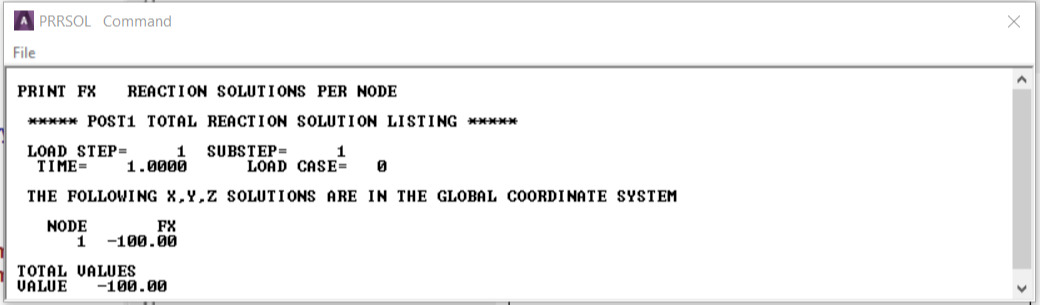 PRRSOL Command
File
PRINT FX REACTION SOLUTIONS PER NODE
***** POST1 TOTAL REACTION SOLUTION LISTING *****
LOAD STEP= 1 SUBSTEP= 1
TIME= 1.0000 LOAD CASE= 0
THE FOLLOWING X,Y,Z SOLUTIONS ARE IN THE GLOBAL COORDINATE SYSTEM
NODE FX
1 -100.00
TOTAL VALUES
VALUE -100.00